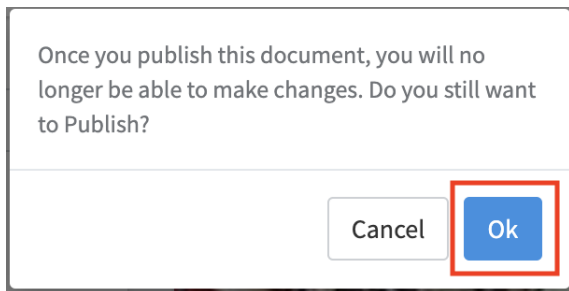 Once you publish this document, you will no
longer be able to make changes. Do you still want
to Publish?
Cancel
Ok